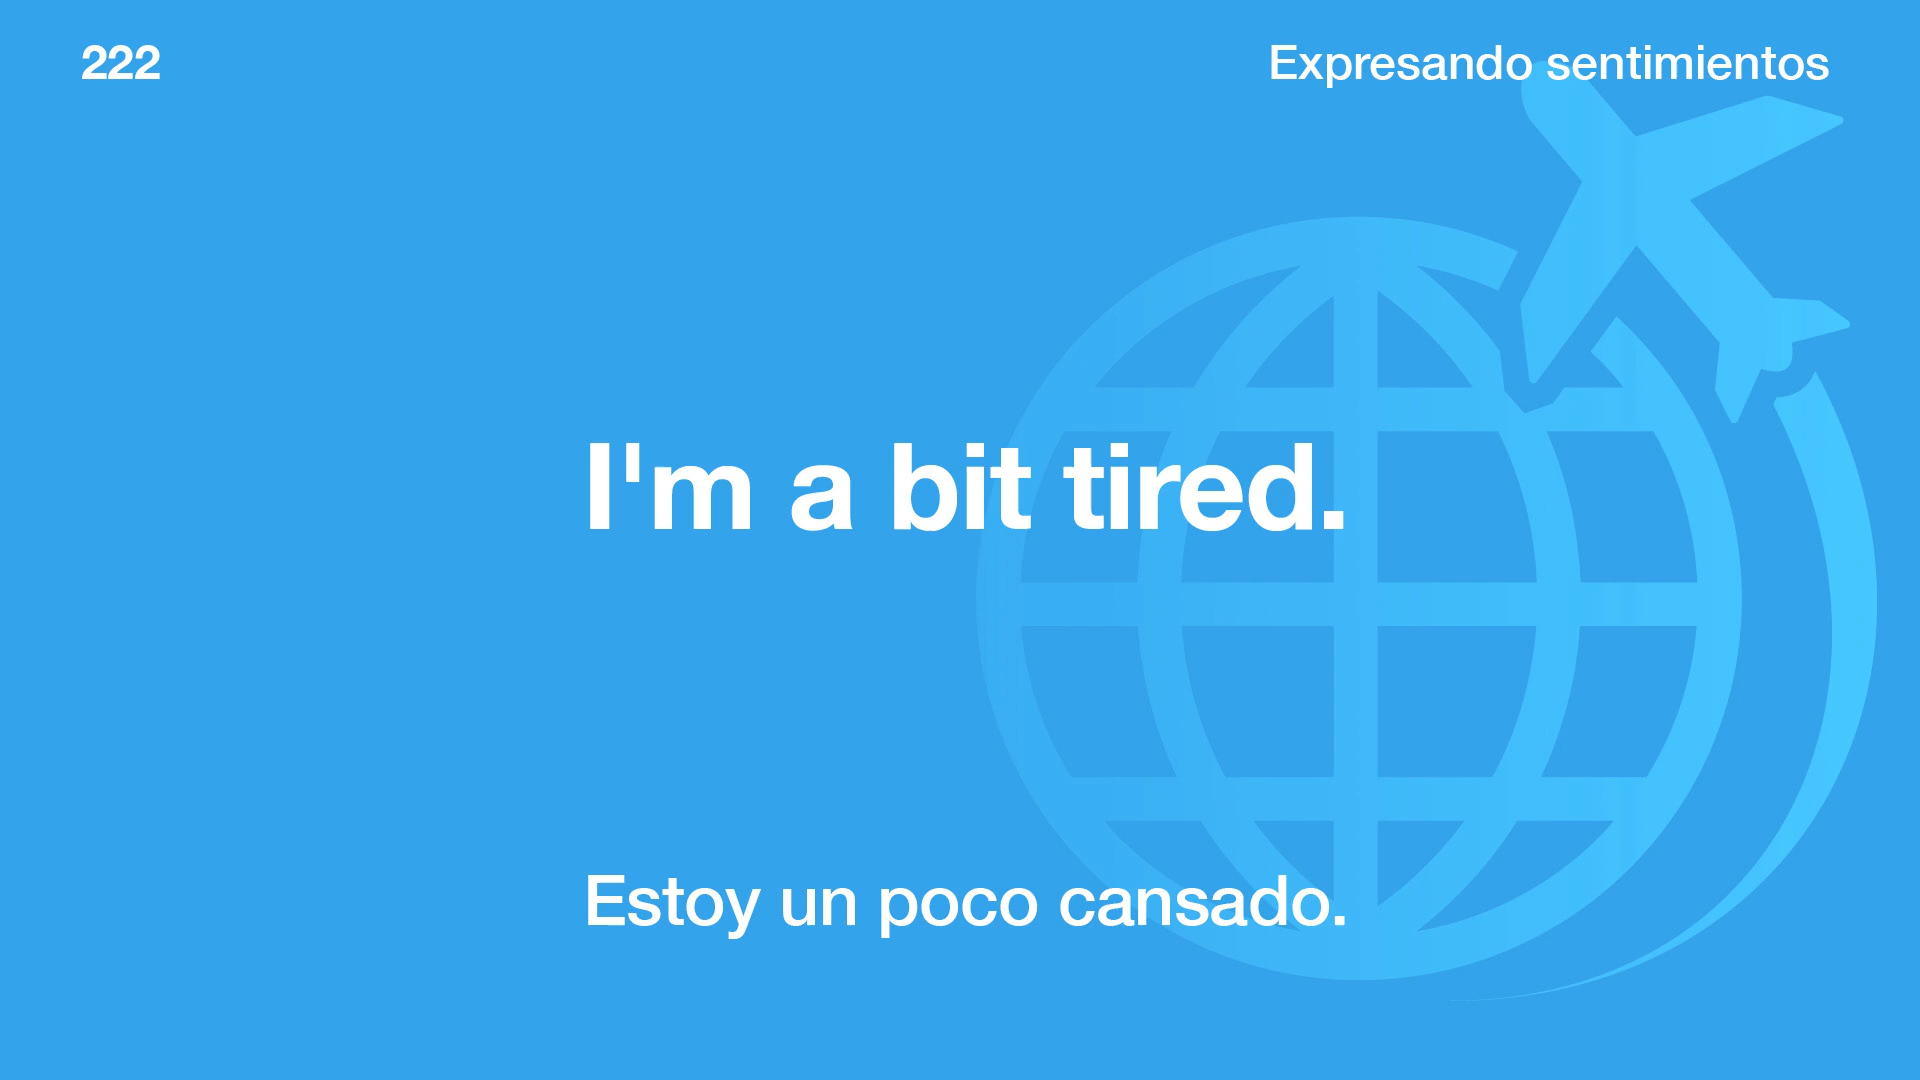 222
Expresando sentimientos
I'm a bit tired.
Estoy un poco cansado.